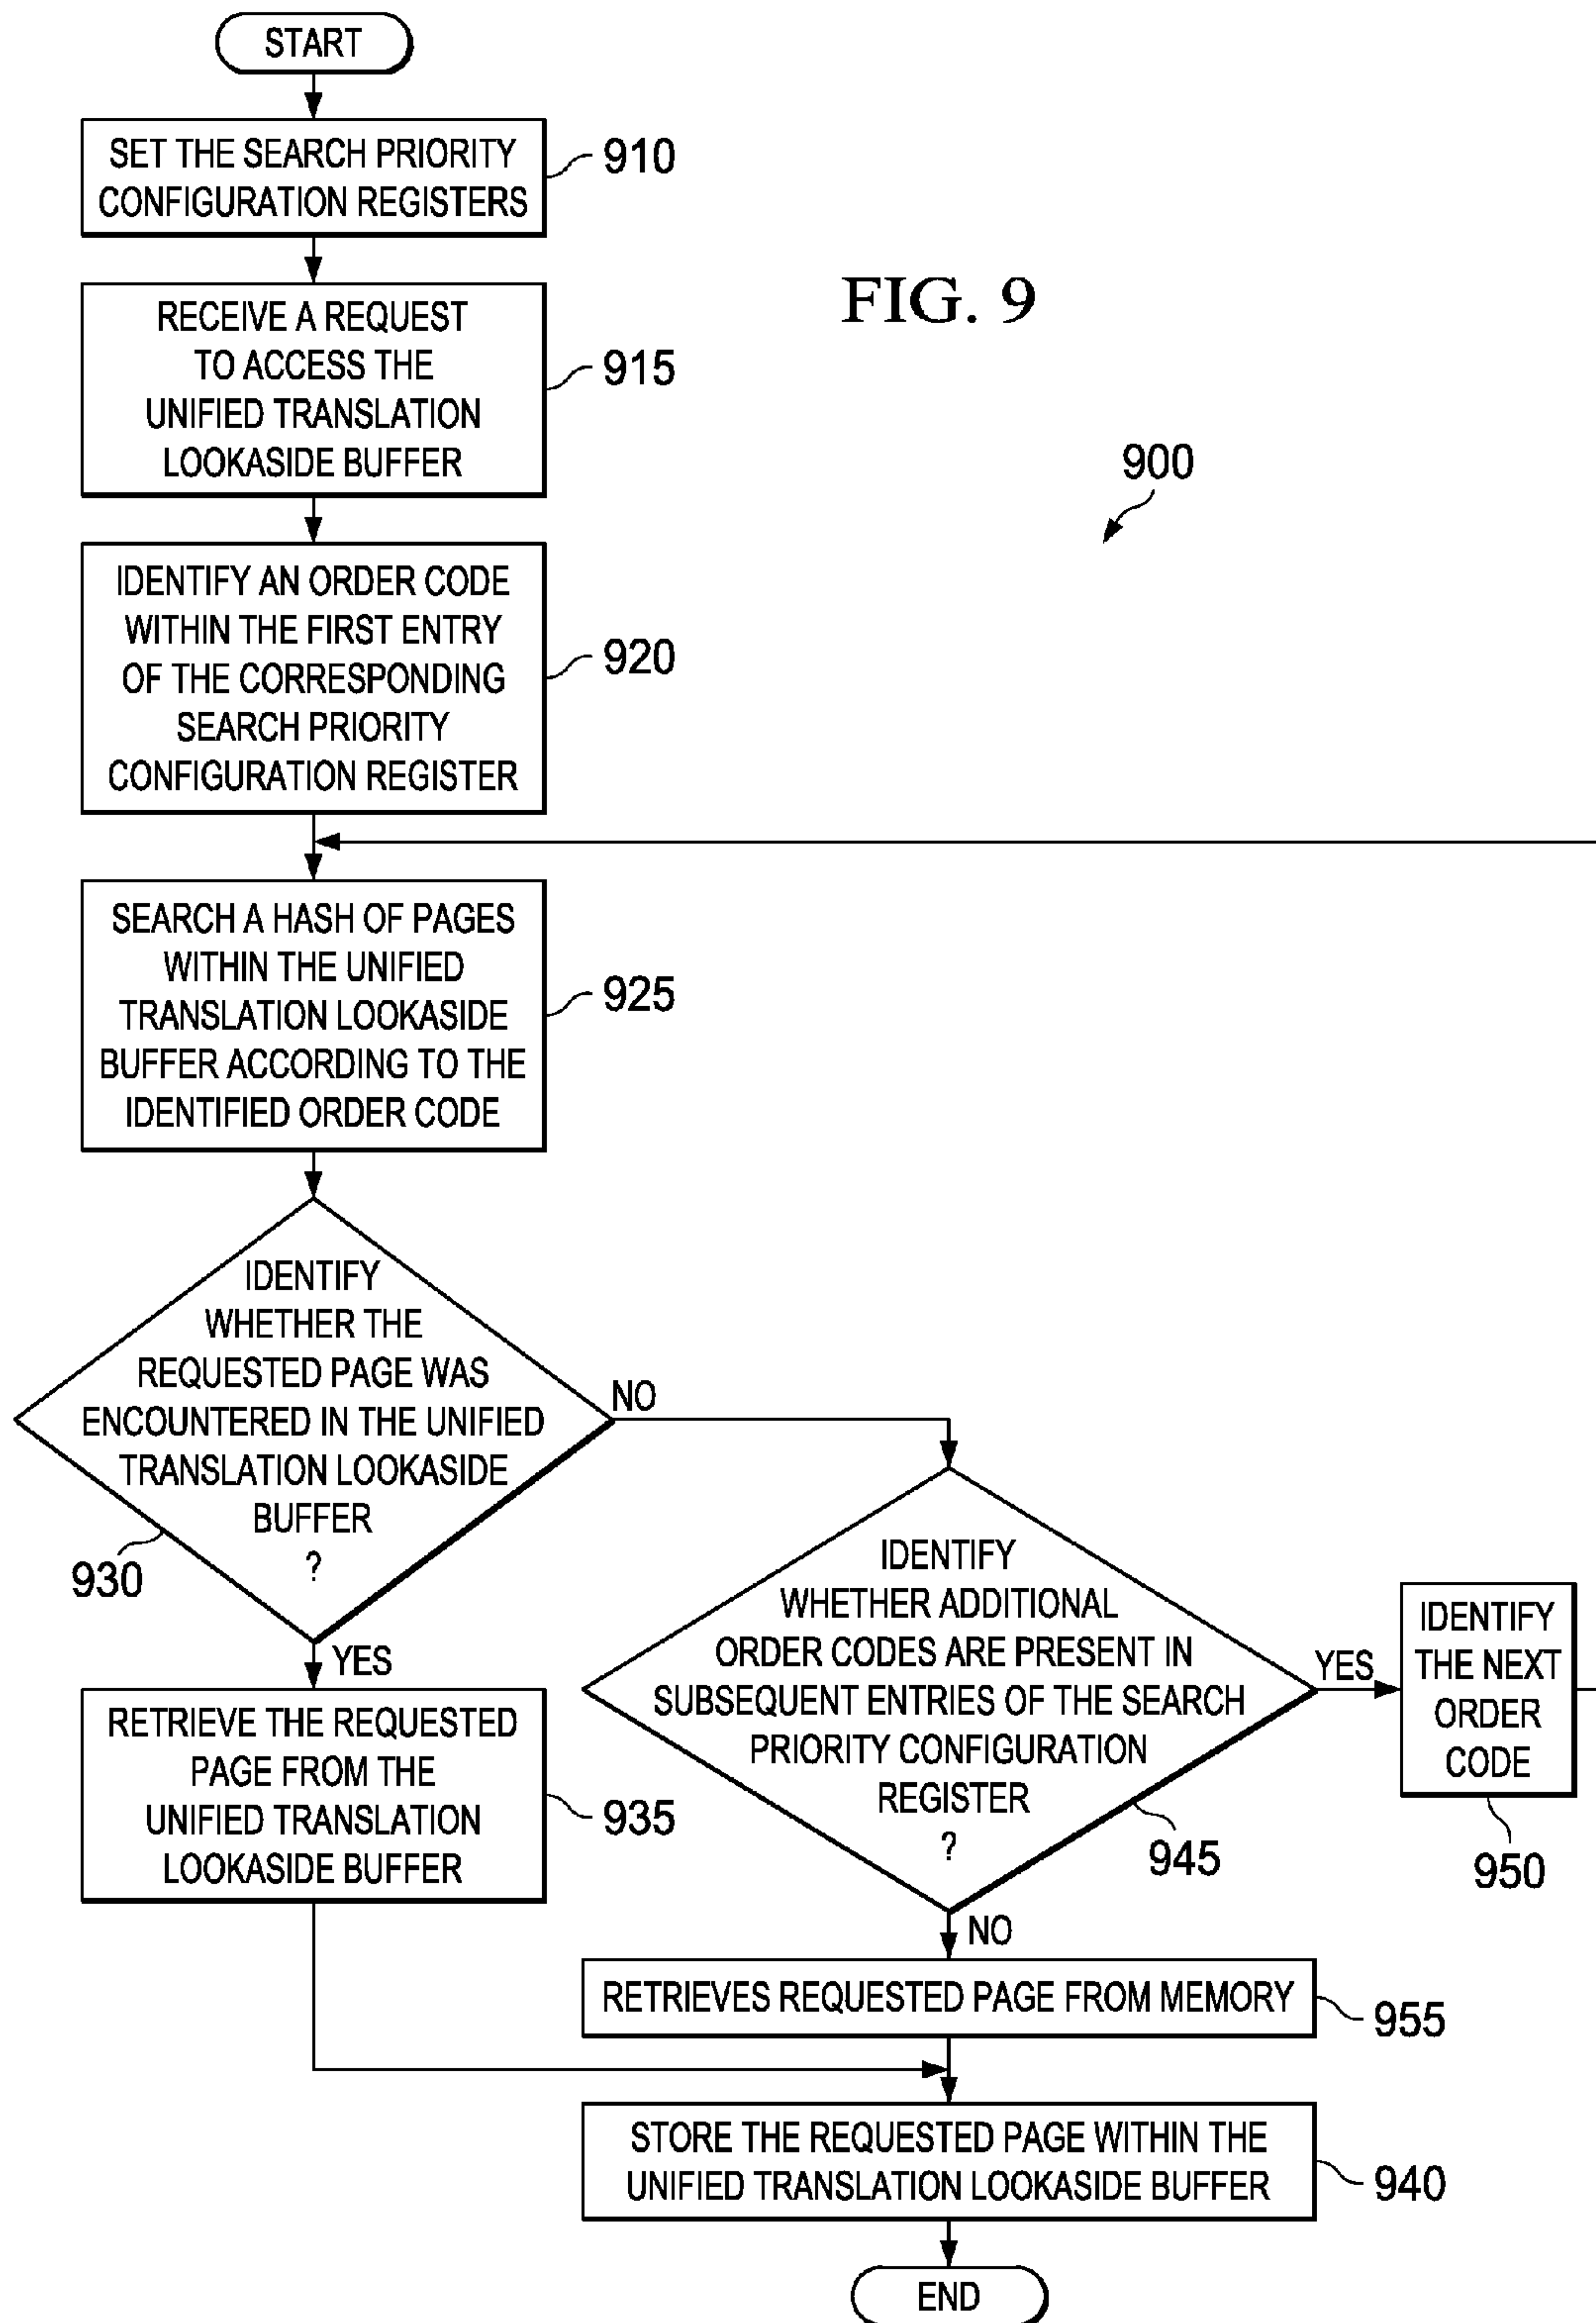 START
SET THE SEARCH PRIORITY
CONFIGURATION REGISTERS
910
RECEIVE A REQUEST
TO ACCESS THE
UNIFIED TRANSLATION
LOOKASIDE BUFFER
915
FIG. 9
900
IDENTIFY AN ORDER CODE
WITHIN THE FIRST ENTRY
OF THE CORRESPONDING
SEARCH PRIORITY
CONFIGURATION REGISTER
920
SEARCH A HASH OF PAGES
WITHIN THE UNIFIED
TRANSLATION LOOKASIDE
BUFFER ACCORDING TO THE
IDENTIFIED ORDER CODE
925
IDENTIFY
WHETHER THE
REQUESTED PAGE WAS
ENCOUNTERED IN THE UNIFIED
TRANSLATION LOOKASIDE
BUFFER
?
930
NO
YES
IDENTIFY
WHETHER ADDITIONAL
ORDER CODES ARE PRESENT IN
SUBSEQUENT ENTRIES OF THE SEARCH
PRIORITY CONFIGURATION
REGISTER
?
945
YES
IDENTIFY
THE NEXT
ORDER
CODE
950
RETRIEVE THE REQUESTED
PAGE FROM THE
UNIFIED TRANSLATION
LOOKASIDE BUFFER
935
NO
RETRIEVES REQUESTED PAGE FROM MEMORY
955
STORE THE REQUESTED PAGE WITHIN THE
UNIFIED TRANSLATION LOOKASIDE BUFFER
940
END